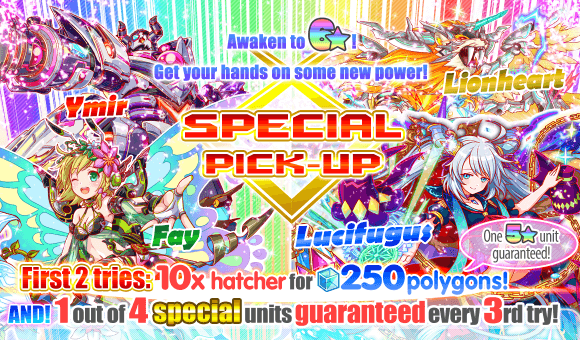 Awaken to 6★!
Get your hands on some new power!
Ymir
Lionheart
SPECIAL
PICK-UP
Fay
Lucifugus
One 5★ unit
guaranteed!
First 2 tries: 10x hatcher for 250 polygons!
AND! 1 out of 4 special units guaranteed every 3rd try!